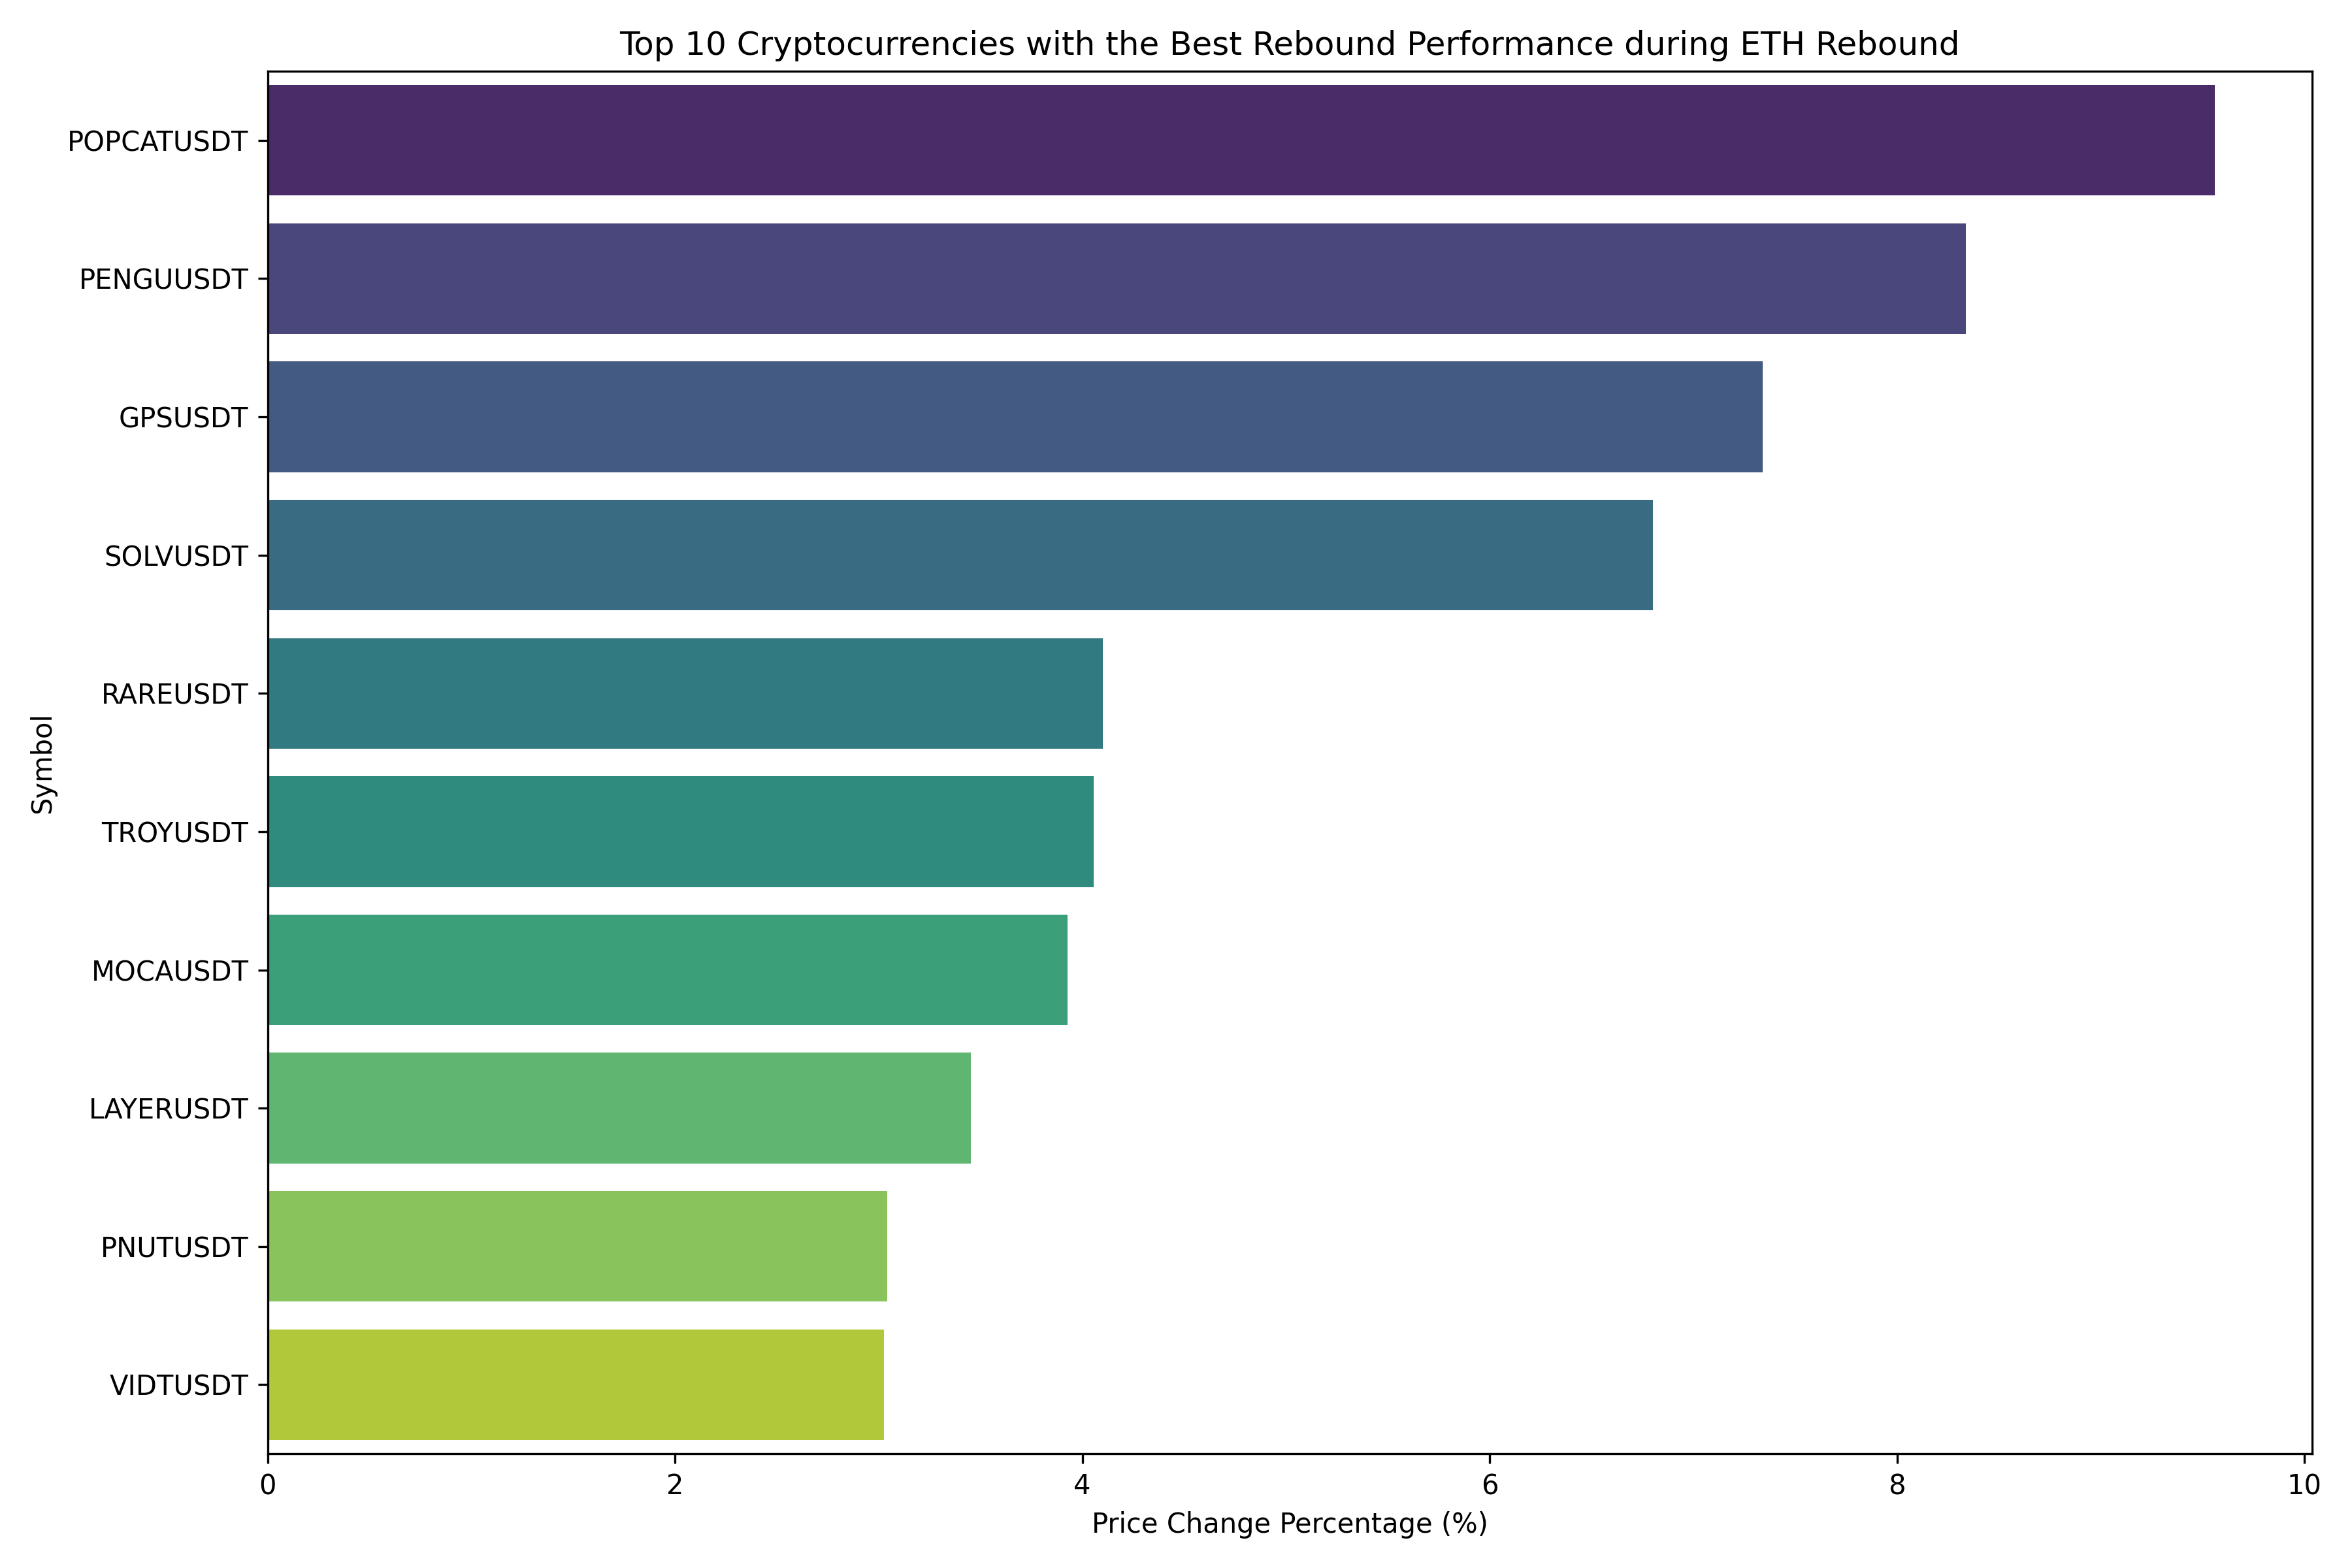 Top 10 Cryptocurrencies with the Best Rebound Performance during ETH Rebound
Symbol
POPCATUSDT
PENGUUSDT
GPSUSDT
SOLVUSDT
RAREUSDT
TROYUSDT
MOCAUSDT
LAYERUSDT
PNUTUSDT
VIDTUSDT
0 2 4 6 8 10
Price Change Percentage (%)